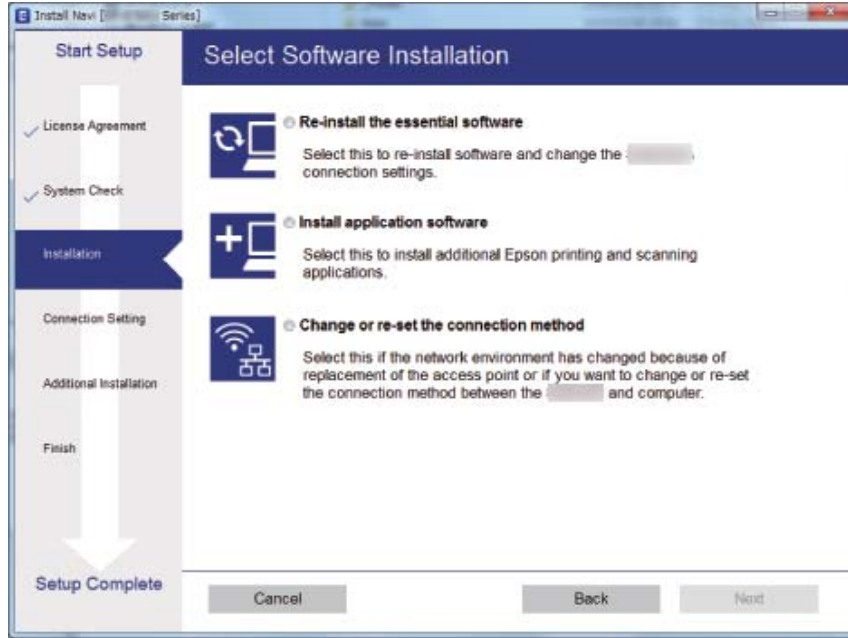 Install Navi [ Series]
Start Setup
License Agreement
System Check
Installation
Connection Setting
Additional Installation
Finish
Setup Complete
Select Software Installation
Re-install the essential software
Select this to re-install software and change the
connection settings.
Install application software
Select this to install additional Epson printing and scanning
applications.
Change or re-set the connection method
Select this if the network environment has changed because of
replacement of the access point or if you want to change or re-set
the connection method between the and computer.
Cancel
Back
Next